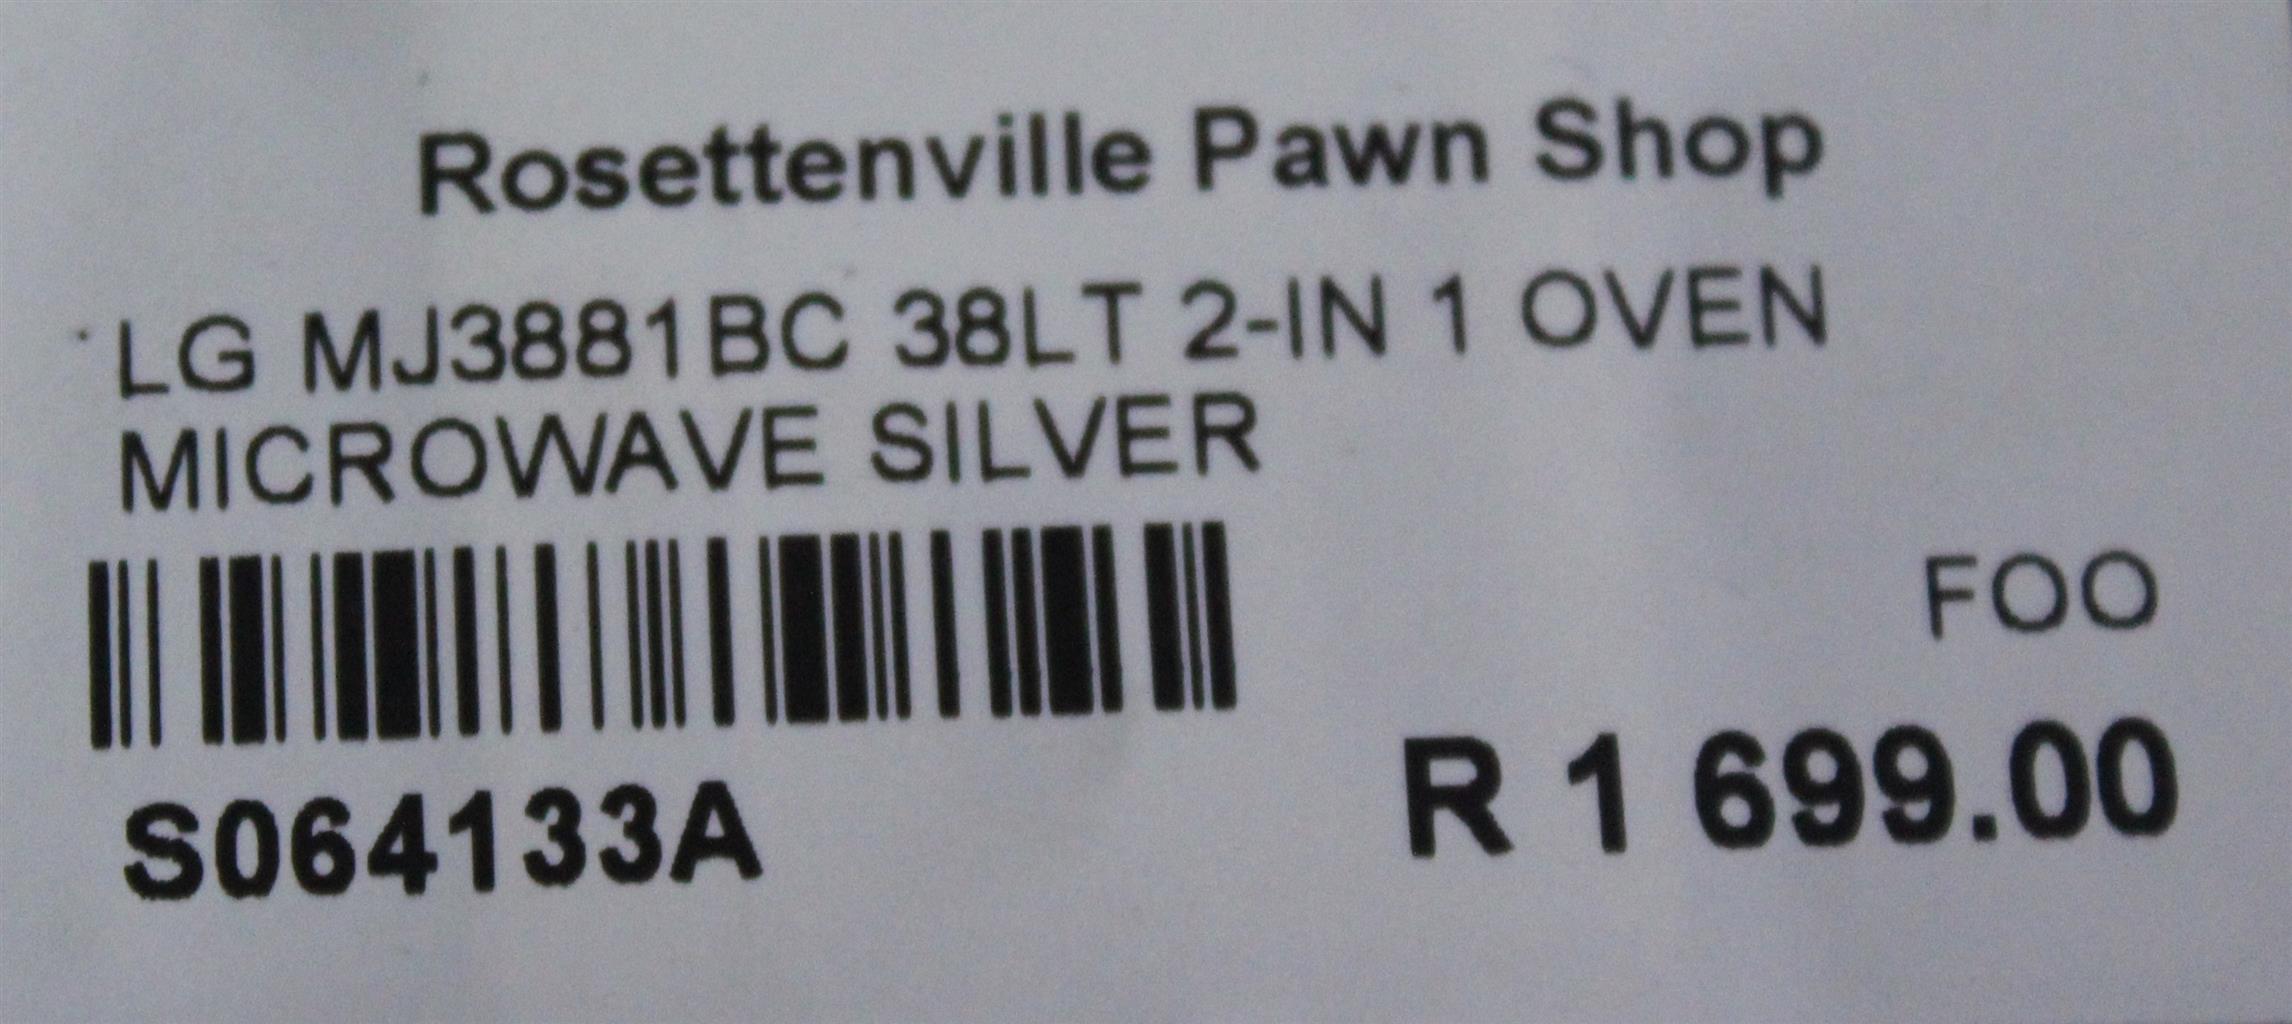 Rosettenville Pawn Shop
LG MJ3881BC 38LT 2-IN 1 OVEN
MICROWAVE SILVER
FOO
S064133A
R 1 699.00